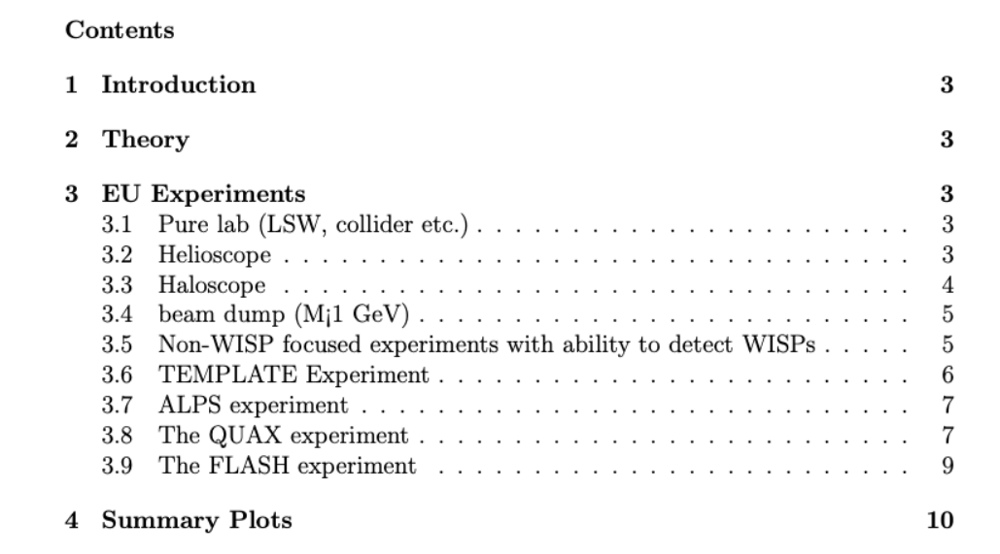 Contents
1 Introduction 3
2 Theory 3
3 EU Experiments 3
3.1 Pure lab (LSW, collider etc.) . . . . . . . . . . . . . . . . . . . . . . . 3
3.2 Helioscope . . . . . . . . . . . . . . . . . . . . . . . . . . . . . . . . . 3
3.3 Haloscope . . . . . . . . . . . . . . . . . . . . . . . . . . . . . . . . . 4
3.4 beam dump (M¡1 GeV) . . . . . . . . . . . . . . . . . . . . . . . . . . 5
3.5 Non-WISP focused experiments with ability to detect WISPs . . . . . 5
3.6 TEMPLATE Experiment . . . . . . . . . . . . . . . . . . . . . . . . . 6
3.7 ALPS experiment . . . . . . . . . . . . . . . . . . . . . . . . . . . . . 7
3.8 The QUAX experiment . . . . . . . . . . . . . . . . . . . . . . . . . . 7
3.9 The FLASH experiment . . . . . . . . . . . . . . . . . . . . . . . . . 9
4 Summary Plots 10